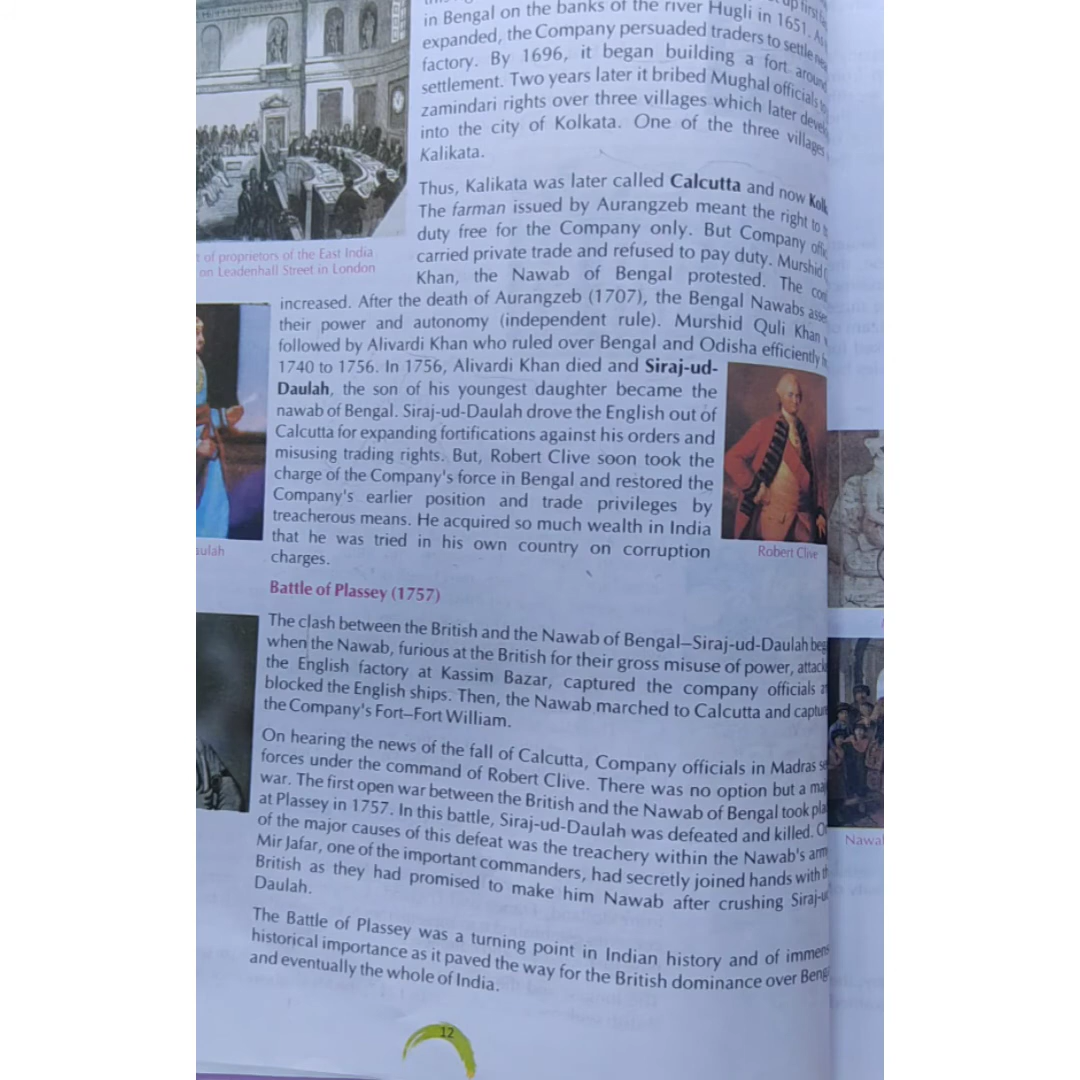 in Bengal on the banks of the river Hugli in 1651. As
expanded, the Company persuaded traders to settle
factory. By 1696, it began building a fort around
settlement. Two years later it bribed Mughal officials
zamindari rights over three villages which later
into the city of Kolkata. One of the three villages
Kalikata.
Thus, Kalikata was later called Calcutta and now
The farman issued by Aurangzeb meant the right to
duty free for the Company only. But Company
carried private trade and refused to pay duty. Murshid
Khan, the Nawab of Bengal protested. The
of proprietors of the East India
on Leadenhall Street in London
increased. After the death of Aurangzeb (1707), the Bengal Nawabs
their power and autonomy (independent rule). Murshid Quli Khan
followed by Alivardi Khan who ruled over Bengal and Odisha efficiently
1740 to 1756. In 1756, Alivardi Khan died and Siraj-ud-
Daulah, the son of his youngest daughter became the
nawab of Bengal. Siraj-ud-Daulah drove the English out of
Calcutta for expanding fortifications against his orders and
misusing trading rights. But, Robert Clive soon took the
charge of the Company's force in Bengal and restored the
Company's earlier position and trade privileges by
treacherous means. He acquired so much wealth in India
that he was tried in his own country on corruption
charges.
Robert Clive
Battle of Plassey (1757)
The clash between the British and the Nawab of Bengal–Siraj-ud-Daulah
when the Nawab, furious at the British for their gross misuse of power,
the English factory at Kassim Bazar, captured the company officials
blocked the English ships. Then, the Nawab marched to Calcutta and
the Company's Fort–Fort William.
On hearing the news of the fall of Calcutta, Company officials in Madras
forces under the command of Robert Clive. There was no option but a
war. The first open war between the British and the Nawab of Bengal took
at Plassey in 1757. In this battle, Siraj-ud-Daulah was defeated and killed.
of the major causes of this defeat was the treachery within the Nawab's
Mir Jafar, one of the important commanders, had secretly joined hands with
British as they had promised to make him Nawab after crushing
Daulah.
The Battle of Plassey was a turning point in Indian history and of
historical importance as it paved the way for the British dominance over
and eventually the whole of India.
12